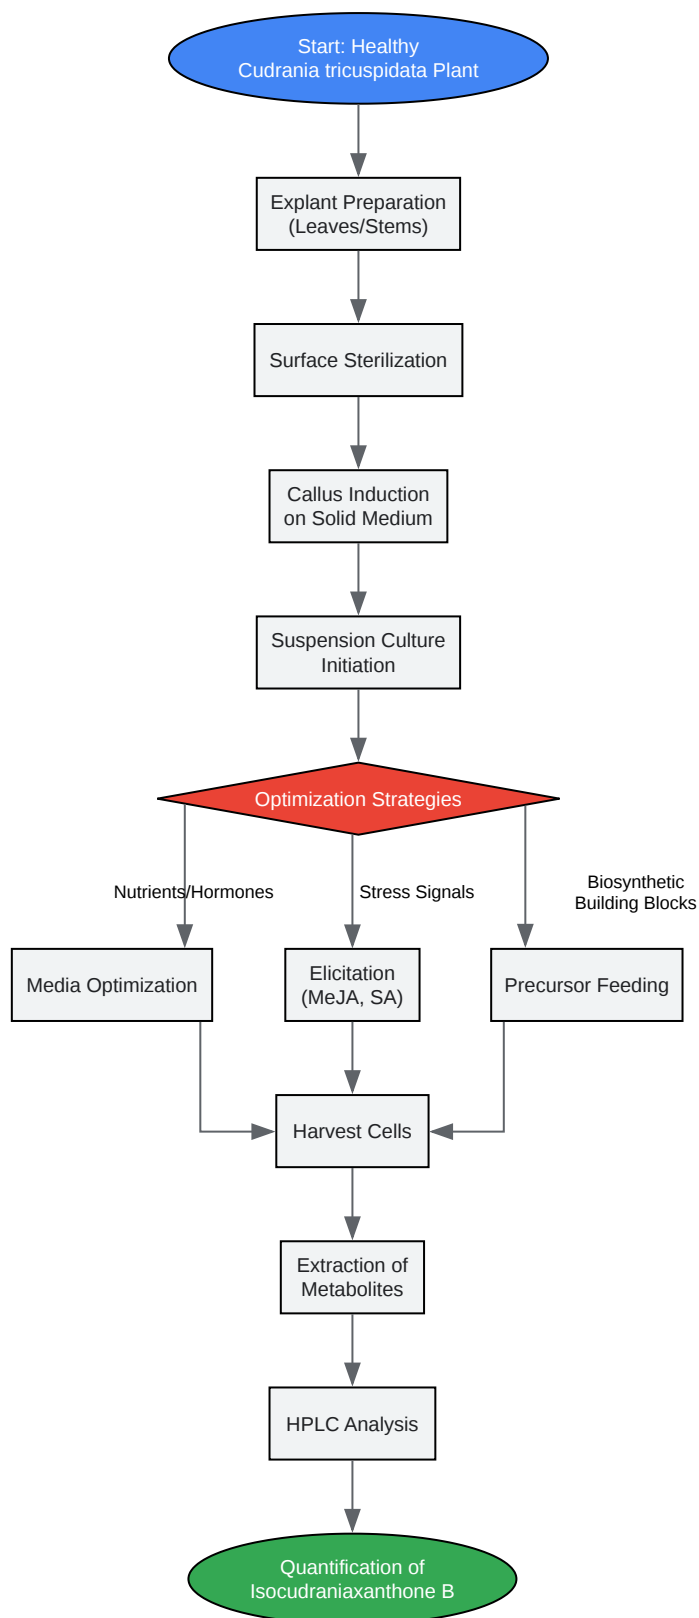 Start: Healthy
Cudrania tricuspidata Plant
Explant Preparation
(Leaves/Stems)
Surface Sterilization
Callus Induction
on Solid Medium
Suspension Culture
Initiation
Optimization Strategies
Nutrients/Hormones
Stress Signals
Biosynthetic
Building Blocks
Media Optimization
Elicitation
(MeJA, SA)
Precursor Feeding
Harvest Cells
Extraction of
Metabolites
HPLC Analysis
Quantification of
Isocudraniaxanthone B